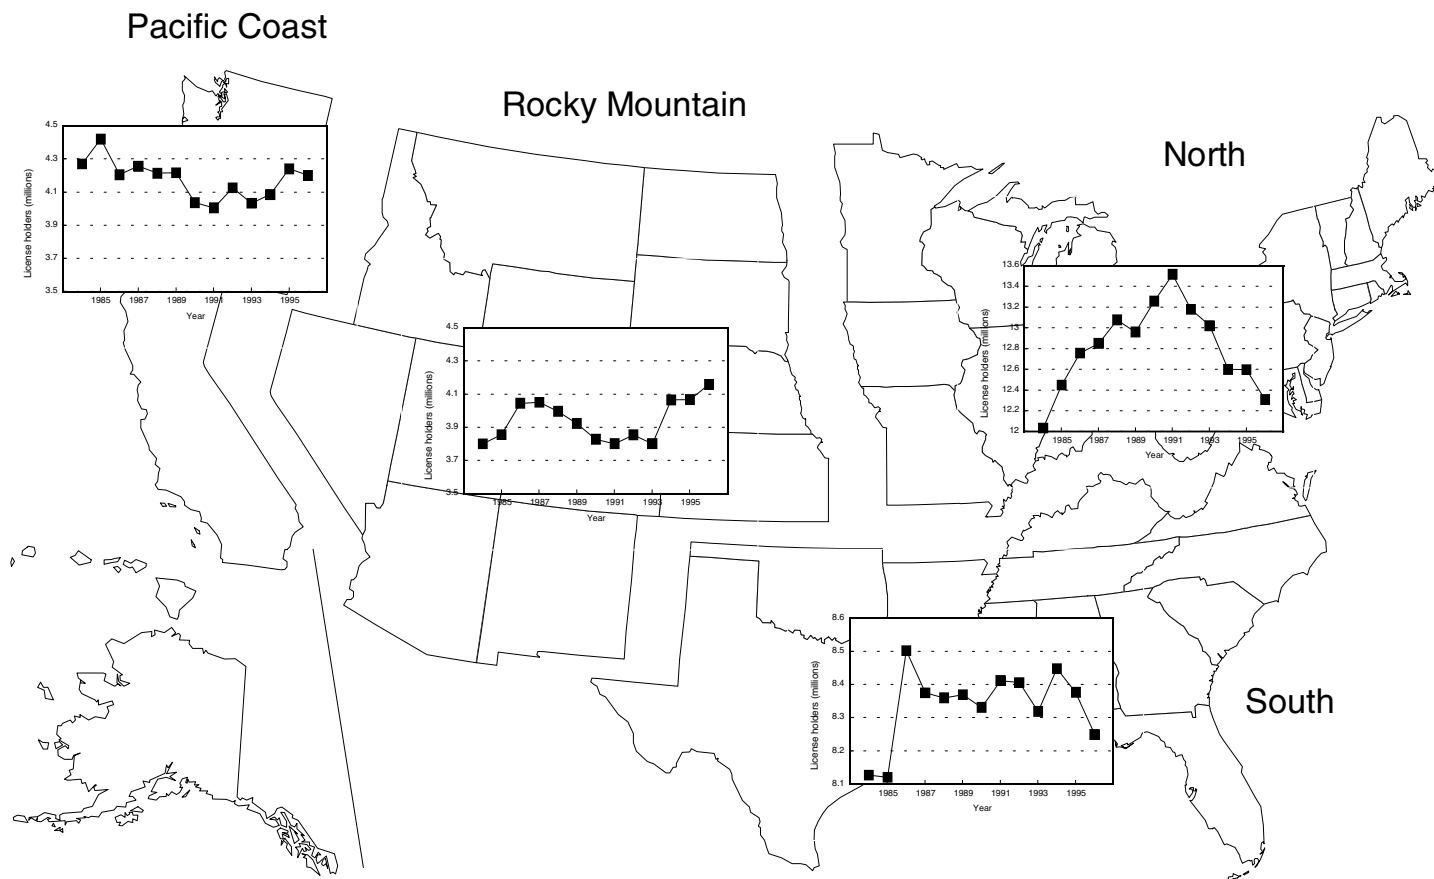 Pacific Coast
Rocky Mountain
North
South
4.5
4.3
4.1
3.9
3.7
3.5
License holders (millions)
1985 1987 1989 1991 1993 1995
Year
4.5
4.3
4.1
3.9
3.7
3.5
License holders (millions)
1985 1987 1989 1991 1993 1995
Year
13.6
13.4
13.2
13
12.8
12.6
12.4
12.2
12
License holders (millions)
1985 1987 1989 1991 1993 1995
Year
8.6
8.5
8.4
8.3
8.2
8.1
License holders (millions)
1985 1987 1989 1991 1993 1995
Year